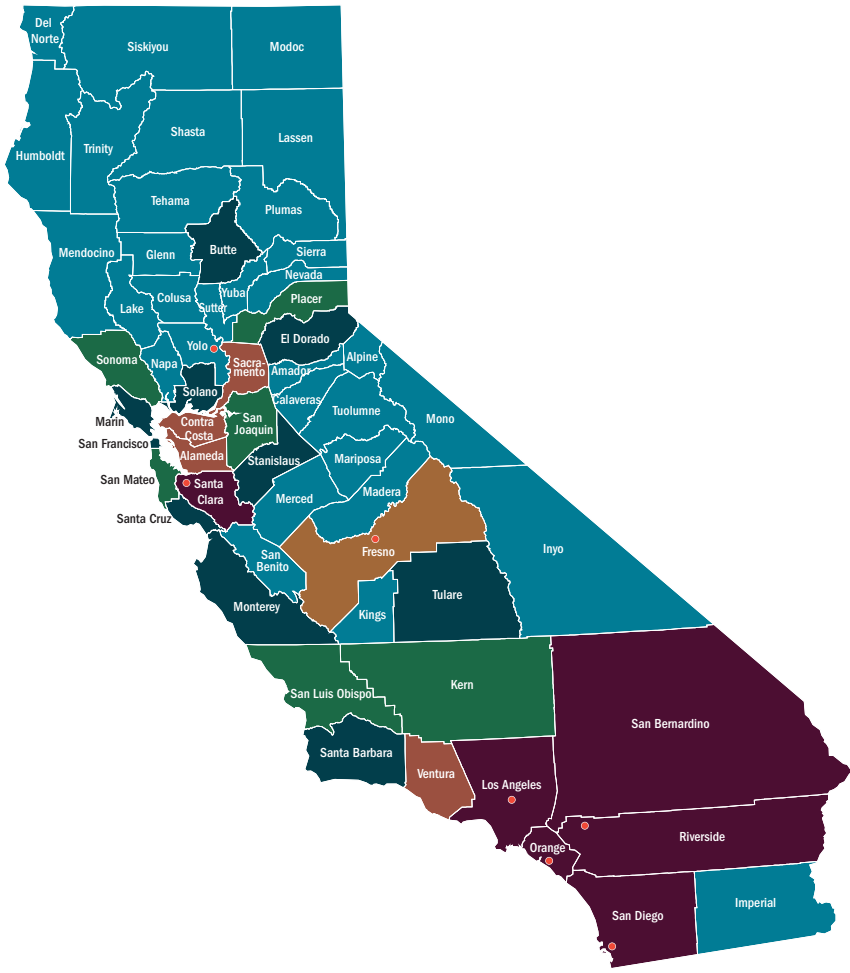 Del
Norte
Siskiyou
Modoc
Shasta
Lassen
Humboldt
Trinity
Tehama
Plumas
Mendocino
Glenn
Butte
Sierra
Nevada
Colusa
Yuba
Sutter
Placer
Lake
El Dorado
Yolo
Sonoma
Napa
Sacra-
mento
Alpine
Amador
Solano
Calaveras
Tuolumne
Mono
Marin
Contra
Costa
San
Joaquin
San Francisco
Alameda
Stanislaus
Mariposa
San Mateo
Santa
Clara
Merced
Madera
Santa Cruz
Fresno
Inyo
San
Benito
Monterey
Kings
Tulare
San Luis Obispo
Kern
San Bernardino
Santa Barbara
Ventura
Los Angeles
Riverside
Orange
San Diego
Imperial